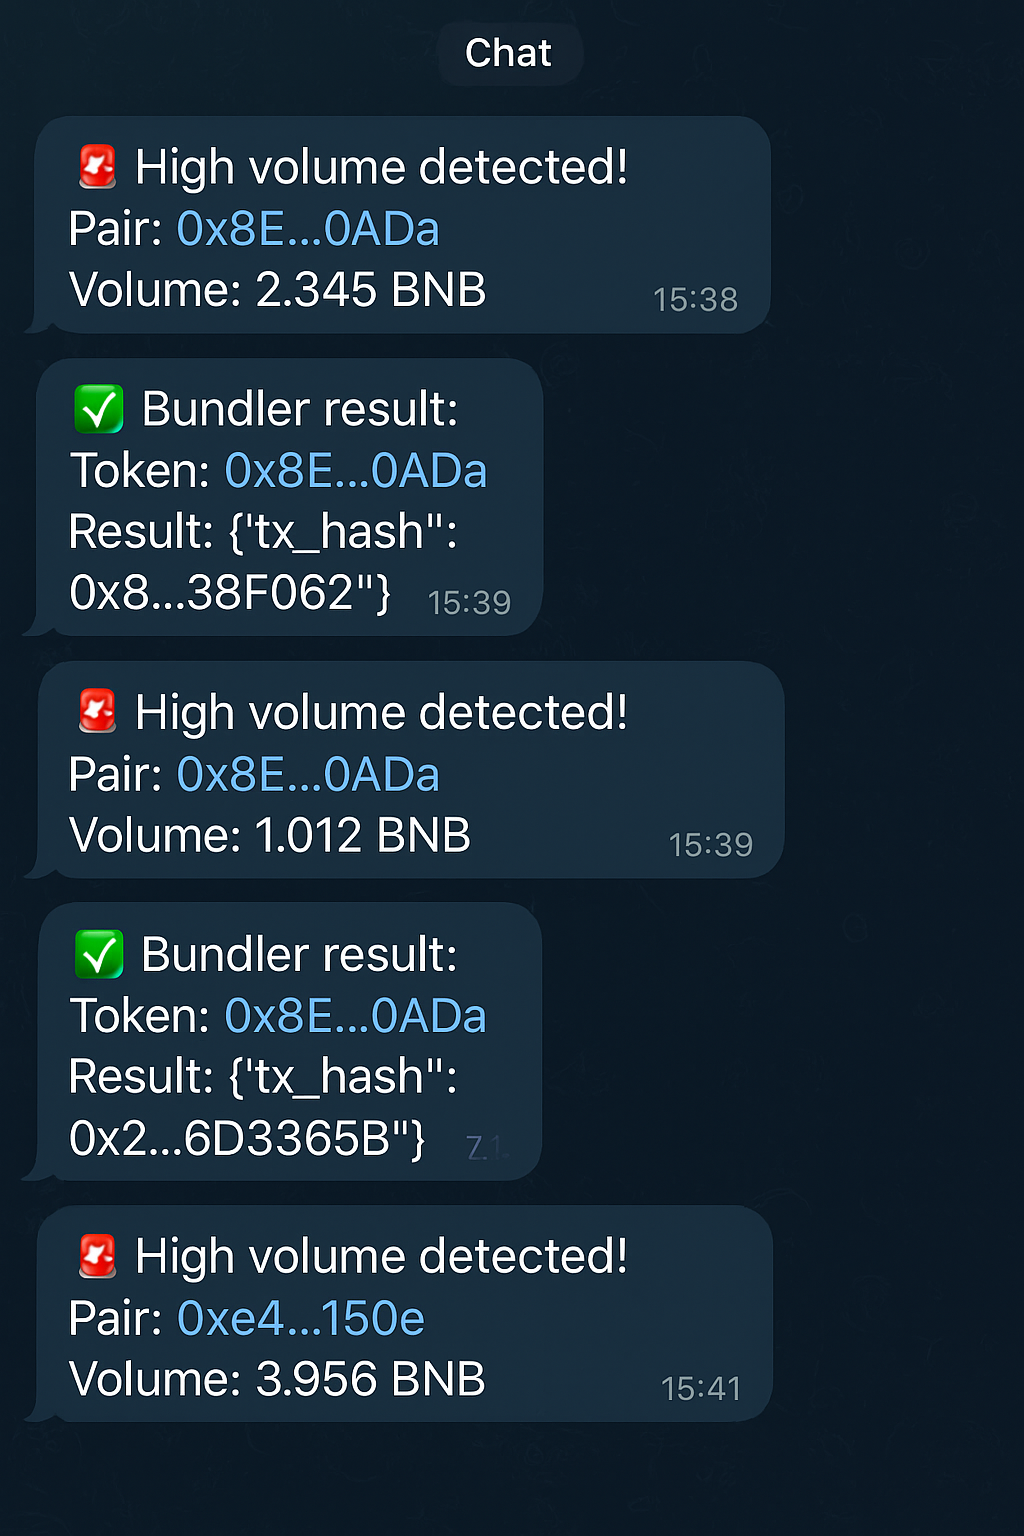 Chat
🚨 High volume detected!
Pair: 0x8E...0ADa
Volume: 2.345 BNB
15:38
✅ Bundler result:
Token: 0x8E...0ADa
Result: {'tx_hash":
0x8...38F062"}
15:39
🚨 High volume detected!
Pair: 0x8E...0ADa
Volume: 1.012 BNB
15:39
✅ Bundler result:
Token: 0x8E...0ADa
Result: {'tx_hash":
0x2...6D3365B"}
🚨 High volume detected!
Pair: 0xe4...150e
Volume: 3.956 BNB
15:41